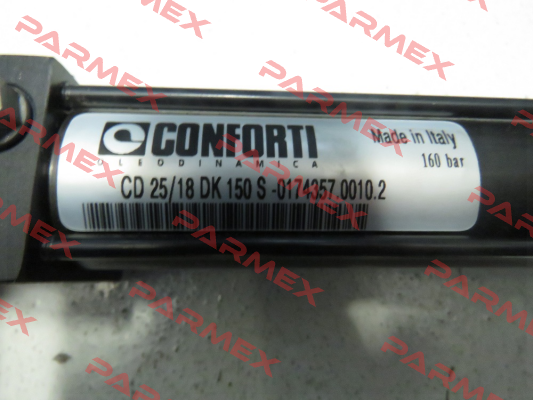 CONFORTI
OLEODINAMICA
Made in Italy
160 bar
CD 25/18 DK 150 S -0174357.0010.2
PARMEX
PARMEX
PARMEX
PARMEX
PARMEX
PARMEX
PARMEX
PARMEX